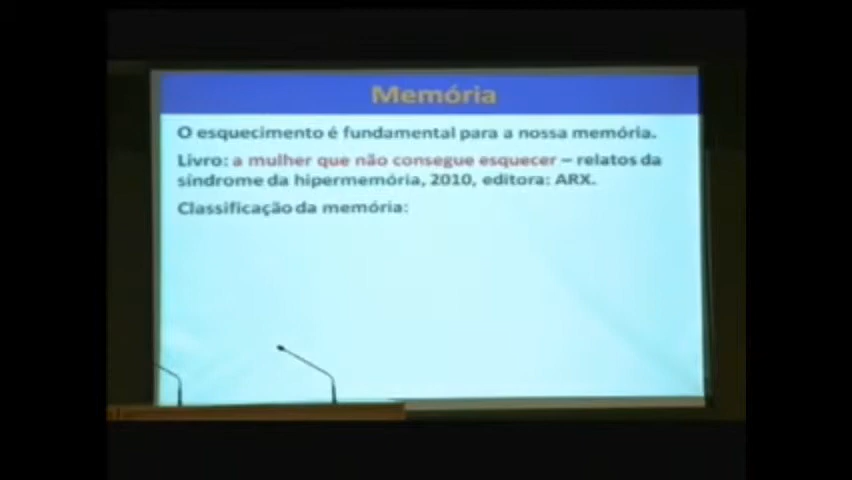 Memória
O esquecimento é fundamental para a nossa memória.
Livro: a mulher que não consegue esquecer – relatos da
síndrome da hipermemória, 2010, editora: ARX.
Classificação da memória: